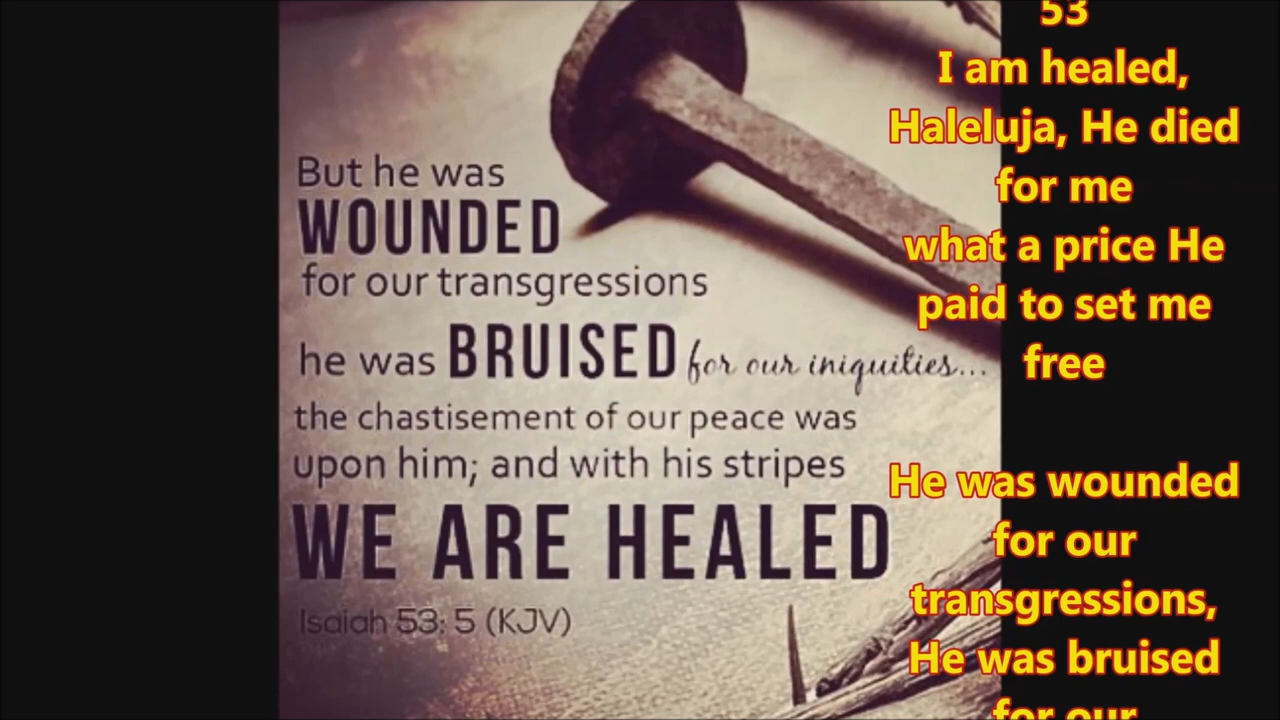 But he was
WOUNDED
for our transgressions
he was BRUISED for our iniquities...
the chastisement of our peace was
upon him; and with his stripes
WE ARE HEALED
Isaiah 53: 5 (KJV)
53
I am healed,
Haleluja, He died
for me
what a price He
paid to set me
free
He was wounded
for our
transgressions,
He was bruised
for our